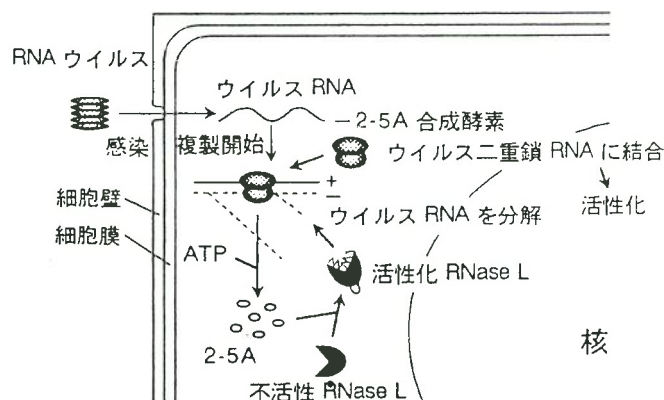 RNA ウイルス
ウイルス RNA
2-5A 合成酵素
感染
複製開始
ウイルス二重鎖 RNA に結合
活性化
+
−
細胞壁
ウイルス RNA を分解
細胞膜
ATP
活性化 RNase L
2-5A
核
不活性 RNase L